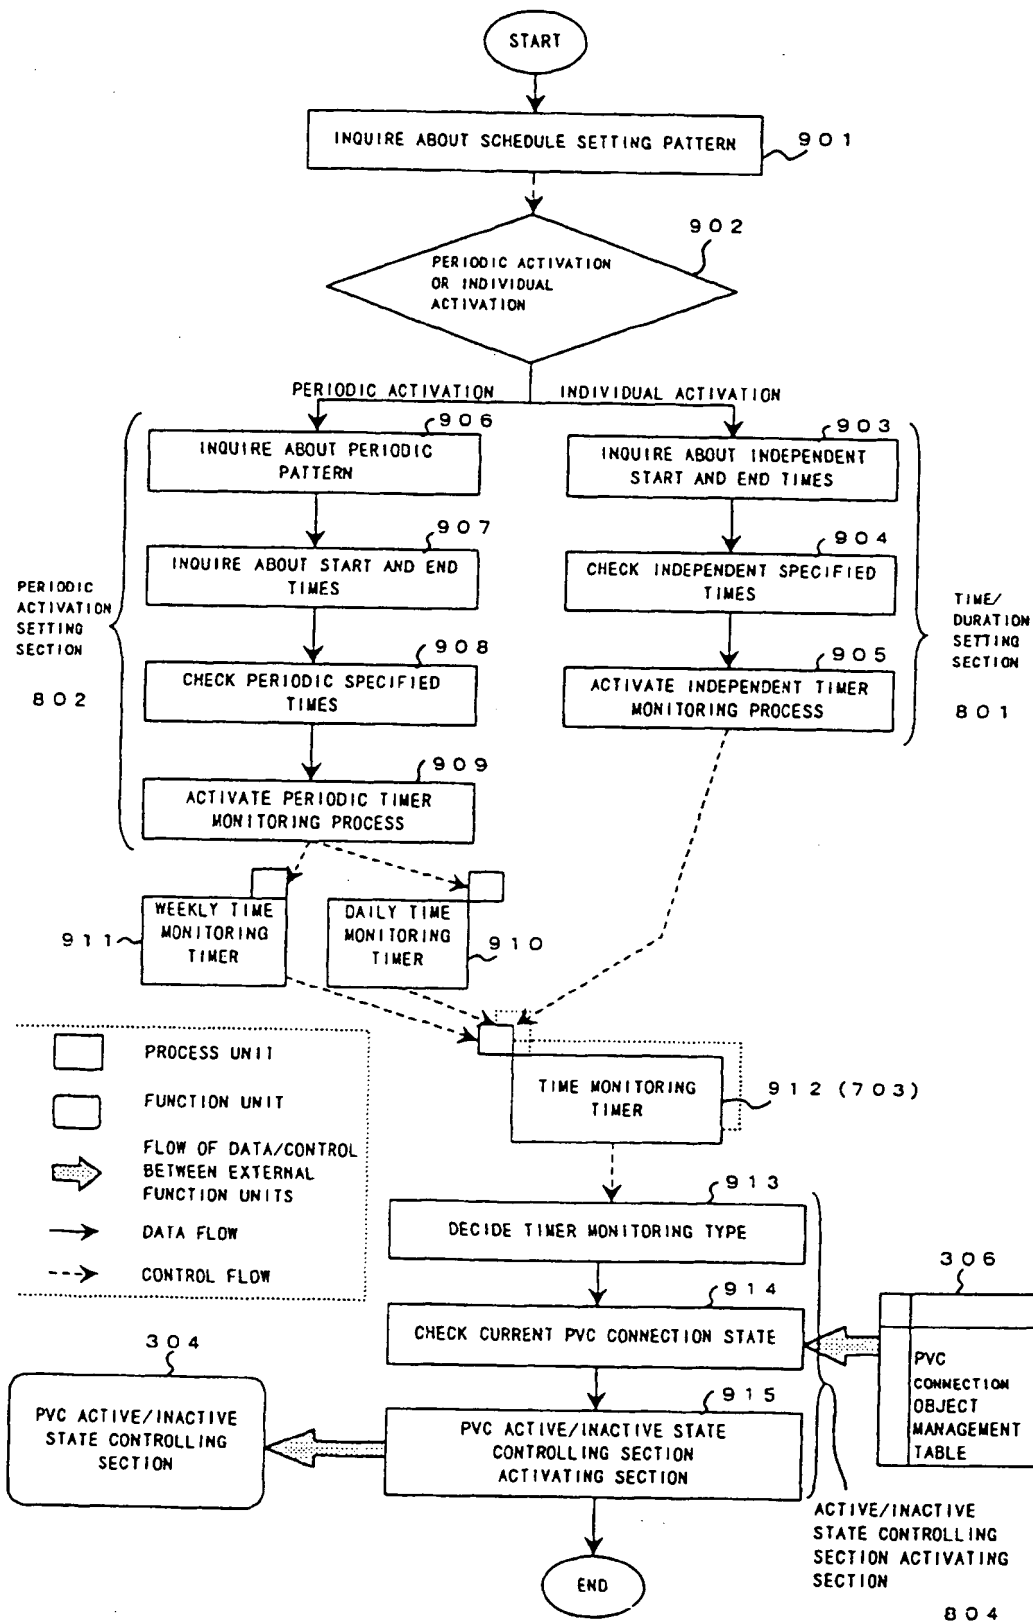 START
INQUIRE ABOUT SCHEDULE SETTING PATTERN
901
902
PERIODIC ACTIVATION
OR INDIVIDUAL
ACTIVATION
PERIODIC ACTIVATION
INDIVIDUAL ACTIVATION
906
INQUIRE ABOUT PERIODIC
PATTERN
903
INQUIRE ABOUT INDEPENDENT
START AND END TIMES
907
INQUIRE ABOUT START AND END
TIMES
904
CHECK INDEPENDENT SPECIFIED
TIMES
PERIODIC
ACTIVATION
SETTING
SECTION
802
TIME/
DURATION
SETTING
SECTION
801
908
CHECK PERIODIC SPECIFIED
TIMES
905
ACTIVATE INDEPENDENT TIMER
MONITORING PROCESS
909
ACTIVATE PERIODIC TIMER
MONITORING PROCESS
911
WEEKLY TIME
MONITORING
TIMER
DAILY TIME
MONITORING
TIMER
910
PROCESS UNIT
FUNCTION UNIT
FLOW OF DATA/CONTROL
BETWEEN EXTERNAL
FUNCTION UNITS
DATA FLOW
CONTROL FLOW
TIME MONITORING
TIMER
912 (703)
913
DECIDE TIMER MONITORING TYPE
914
CHECK CURRENT PVC CONNECTION STATE
306
PVC
CONNECTION
OBJECT
MANAGEMENT
TABLE
304
PVC ACTIVE/INACTIVE
STATE CONTROLLING
SECTION
915
PVC ACTIVE/INACTIVE STATE
CONTROLLING SECTION
ACTIVATING SECTION
ACTIVE/INACTIVE
STATE CONTROLLING
SECTION ACTIVATING
SECTION
804
END